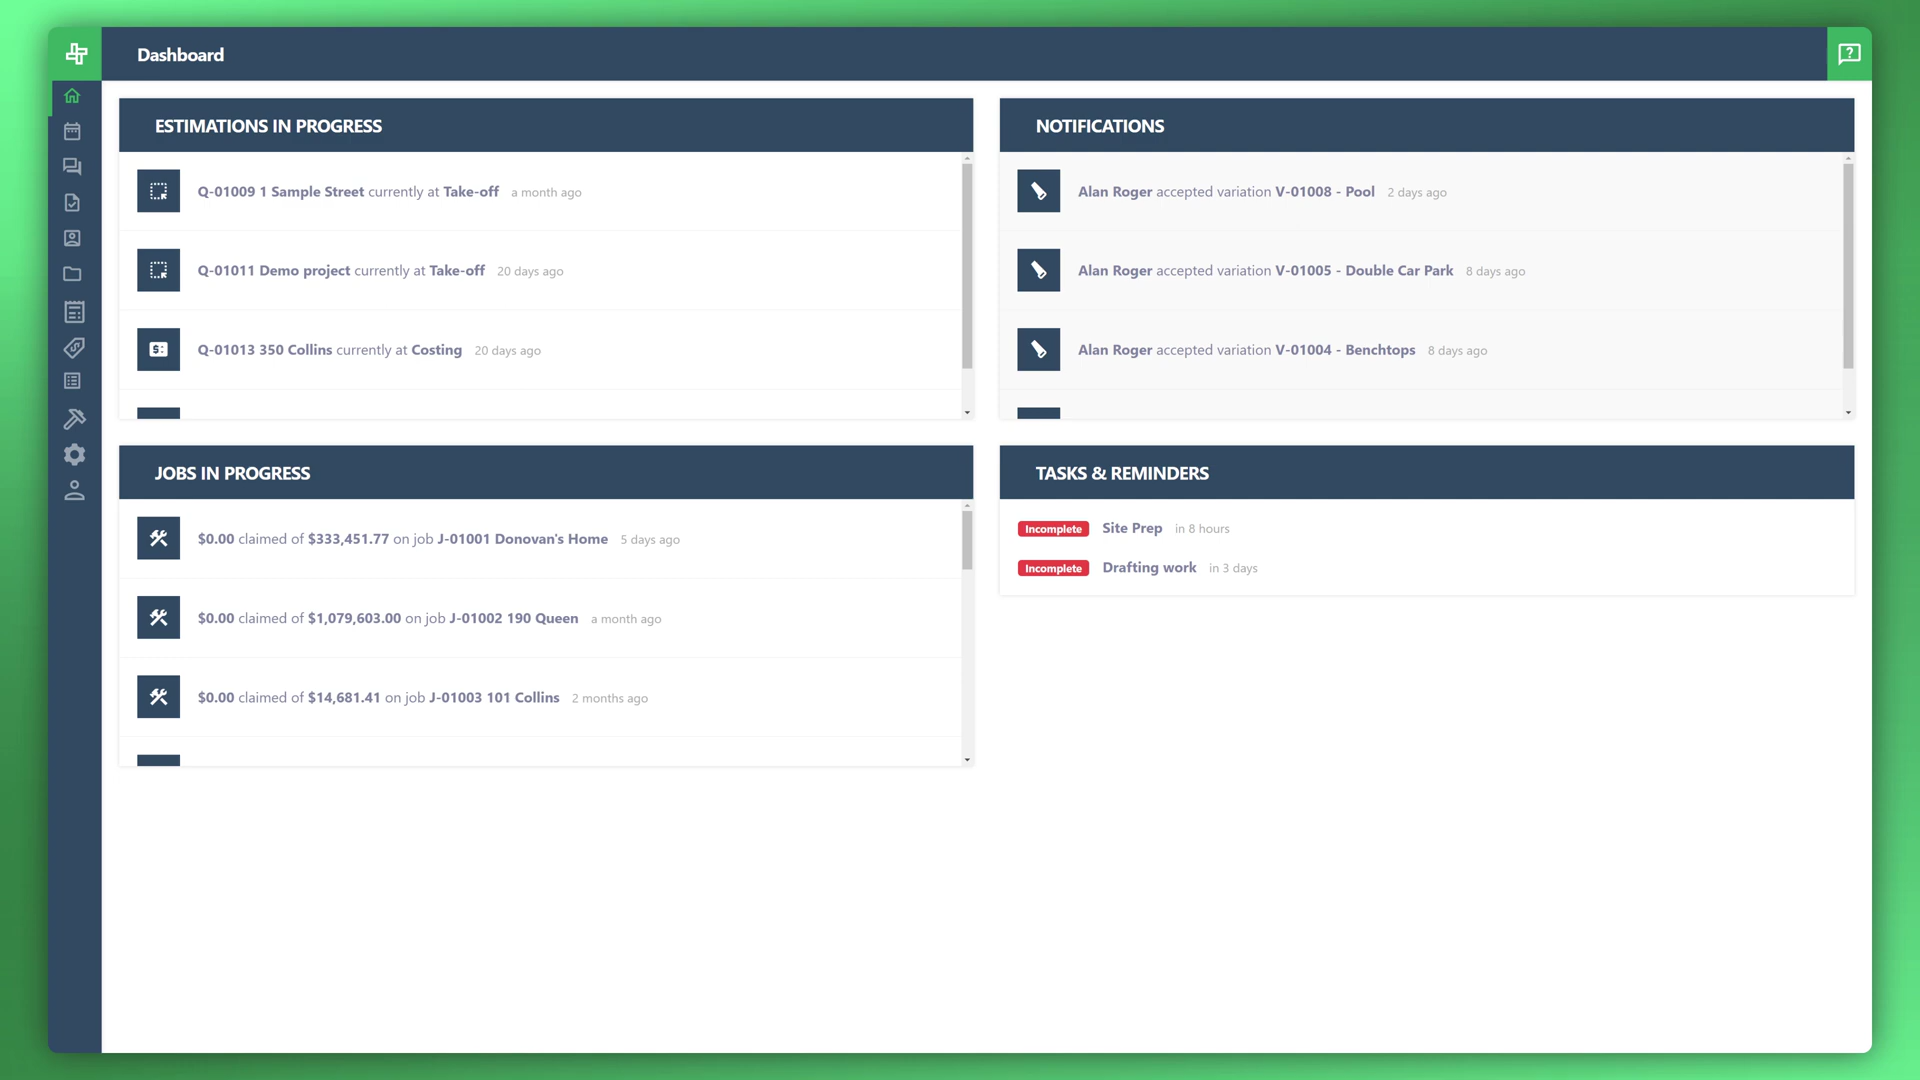 Dashboard
ESTIMATIONS IN PROGRESS
Q-01009 1 Sample Street currently at Take-off a month ago
Q-01011 Demo project currently at Take-off 20 days ago
Q-01013 350 Collins currently at Costing 20 days ago
NOTIFICATIONS
Alan Roger accepted variation V-01008 - Pool 2 days ago
Alan Roger accepted variation V-01005 - Double Car Park 8 days ago
Alan Roger accepted variation V-01004 - Benchtops 8 days ago
JOBS IN PROGRESS
$0.00 claimed of $333,451.77 on job J-01001 Donovan's Home 5 days ago
$0.00 claimed of $1,079,603.00 on job J-01002 190 Queen a month ago
$0.00 claimed of $14,681.41 on job J-01003 101 Collins 2 months ago
TASKS & REMINDERS
Incomplete Site Prep in 8 hours
Incomplete Drafting work in 3 days